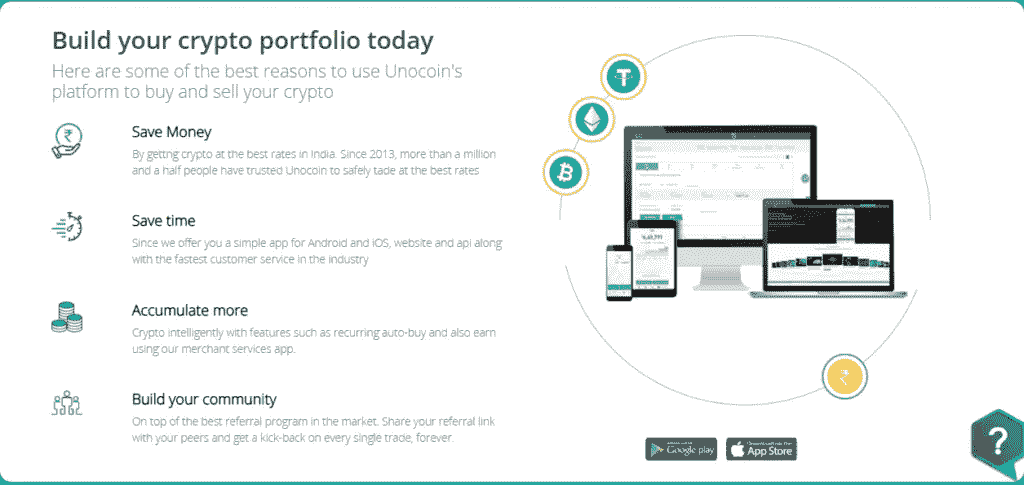 Build your crypto portfolio today
Here are some of the best reasons to use Unocoin's
platform to buy and sell your crypto
Save Money
By gettng crypto at the best rates in India. Since 2013, more than a million
and a half people have trusted Unocoin to safely tade at the best rates
Save time
Since we offer you a simple app for Android and iOS, website and api along
with the fastest customer service in the industry
Accumulate more
Crypto intelligently with features such as recurring auto-buy and also earn
using our merchant services app.
Build your community
On top of the best referral program in the market. Share your referral link
with your peers and get a kick-back on every single trade, forever.
Google play
App Store
?